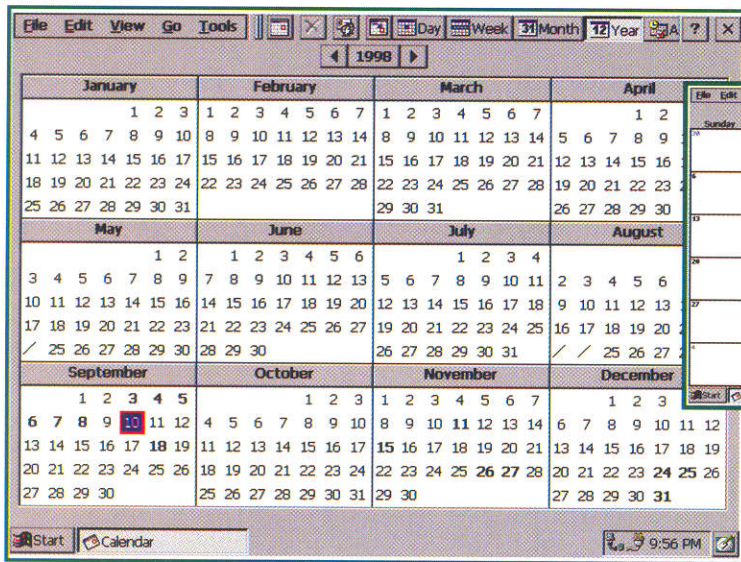 File Edit View Go Tools Day Week 31 Month 12 Year A ? ×
1998
January February March April
1 2 3 1 2 3 4 5 6 7 1 2 3 4 5 6 7 1 2
4 5 6 7 8 9 10 8 9 10 11 12 13 14 8 9 10 11 12 13 14 5 6 7 8 9
11 12 13 14 15 16 17 15 16 17 18 19 20 21 15 16 17 18 19 20 21 12 13 14 15 16
18 19 20 21 22 23 24 22 23 24 25 26 27 28 22 23 24 25 26 27 28 19 20 21 22 23
25 26 27 28 29 30 31 29 30 31 26 27 28 29 30
File Edit
Sunday
6
13
20
27
Start
May June July August
1 2 1 2 3 4 5 6 1 2 3 4
3 4 5 6 7 8 9 7 8 9 10 11 12 13 5 6 7 8 9 10 11 2 3 4 5 6
10 11 12 13 14 15 16 14 15 16 17 18 19 20 12 13 14 15 16 17 18 9 10 11 12 13
17 18 19 20 21 22 23 21 22 23 24 25 26 27 19 20 21 22 23 24 25 16 17 18 19 20
/ 25 26 27 28 29 30 28 29 30 26 27 28 29 30 31 / / 25 26 27
September October November December
1 2 3 4 5 1 2 3 1 2 3 4 5 6 7 1 2 3
6 7 8 9 10 11 12 4 5 6 7 8 9 10 8 9 10 11 12 13 14 6 7 8 9 10 11 12
13 14 15 16 17 18 19 11 12 13 14 15 16 17 15 16 17 18 19 20 21 13 14 15 16 17 18 19
20 21 22 23 24 25 26 18 19 20 21 22 23 24 22 23 24 25 26 27 28 20 21 22 23 24 25 26
27 28 29 30 25 26 27 28 29 30 31 29 30 27 28 29 30 31
Start Calendar 9:56 PM